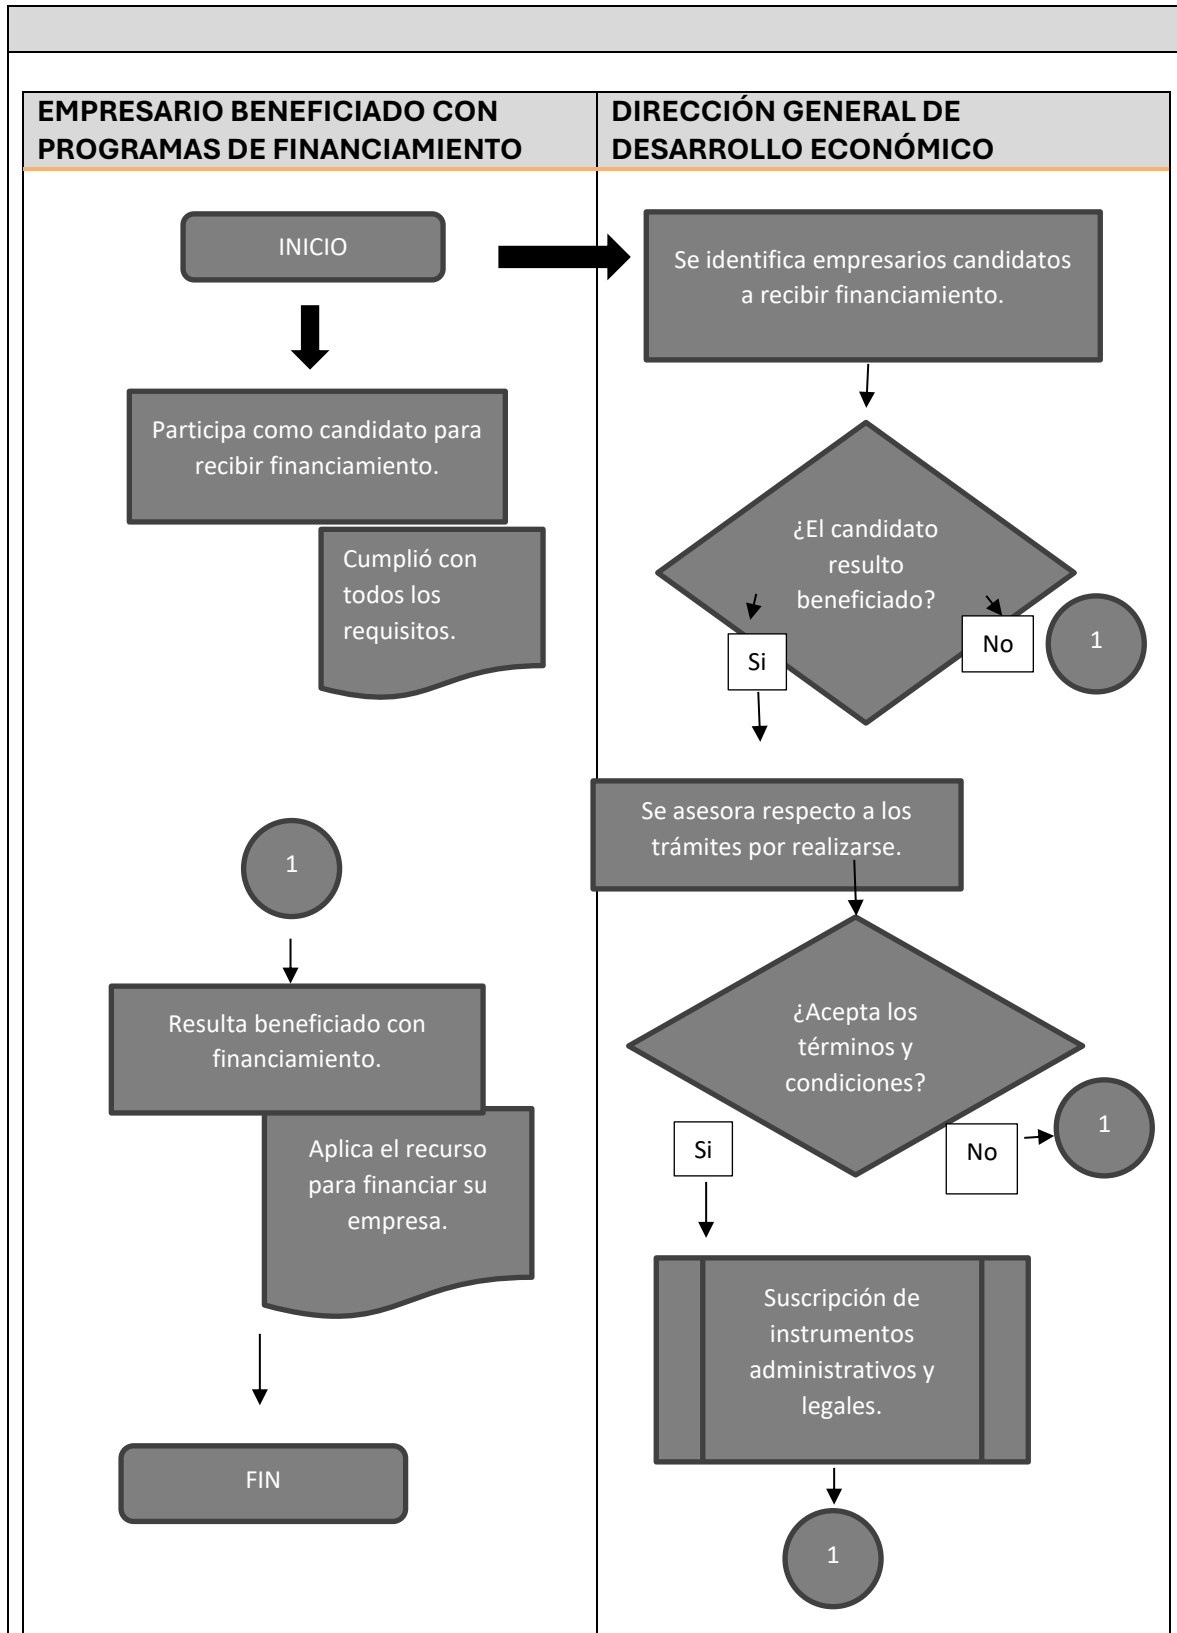 EMPRESARIO BENEFICIADO CON
PROGRAMAS DE FINANCIAMIENTO
DIRECCIÓN GENERAL DE
DESARROLLO ECONÓMICO
INICIO
Participa como candidato para
recibir financiamiento.
Cumplió con
todos los
requisitos.
1
Resulta beneficiado con
financiamiento.
Aplica el recurso
para financiar su
empresa.
FIN
Se identifica empresarios candidatos
a recibir financiamiento.
¿El candidato
resulto
beneficiado?
Si
No
1
Se asesora respecto a los
trámites por realizarse.
¿Acepta los
términos y
condiciones?
Si
No
1
Suscripción de
instrumentos
administrativos y
legales.
1